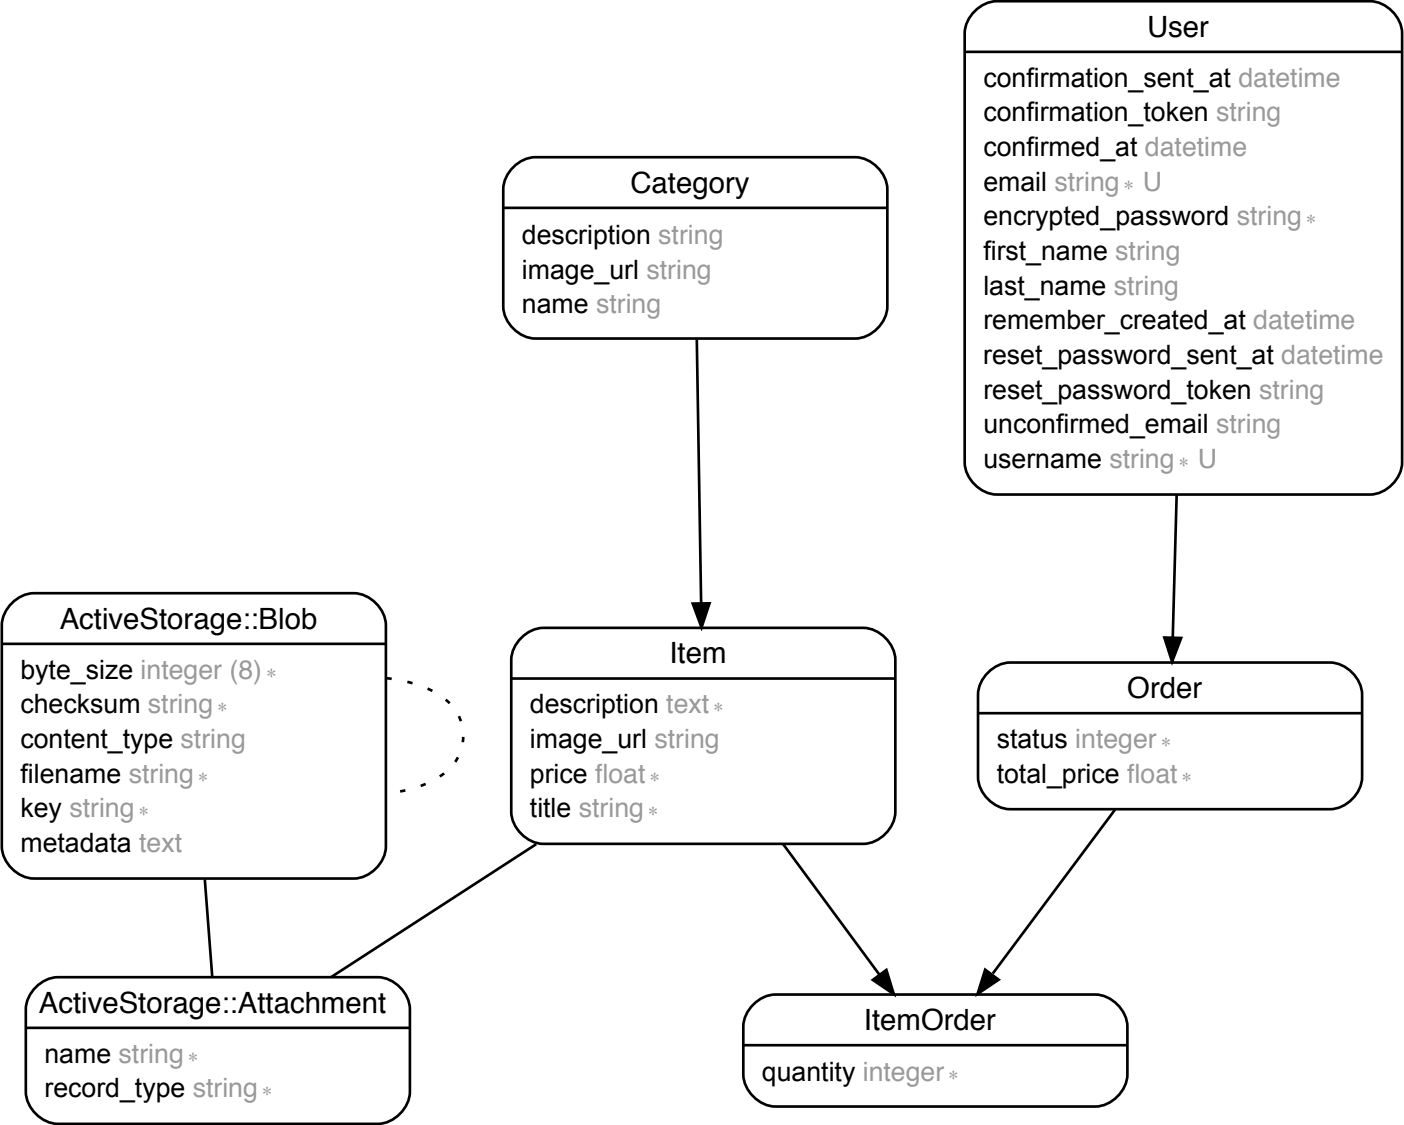 User
confirmation_sent_at datetime
confirmation_token string
confirmed_at datetime
email string∗ U
encrypted_password string∗
first_name string
last_name string
remember_created_at datetime
reset_password_sent_at datetime
reset_password_token string
unconfirmed_email string
username string∗ U
Category
description string
image_url string
name string
ActiveStorage::Blob
byte_size integer (8)∗
checksum string∗
content_type string
filename string∗
key string∗
metadata text
Item
description text∗
image_url string
price float∗
title string∗
Order
status integer∗
total_price float∗
ActiveStorage::Attachment
name string∗
record_type string∗
ItemOrder
quantity integer∗